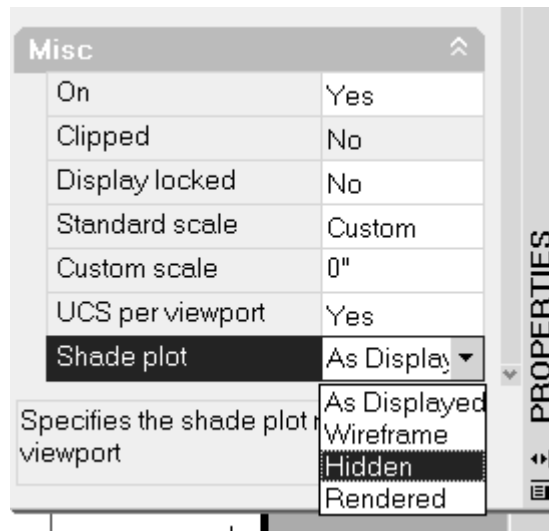 Misc
On Yes
Clipped No
Display locked No
Standard scale Custom
Custom scale 0"
UCS per viewport Yes
Shade plot As Display
As Displayed
Wireframe
Hidden
Rendered
Specifies the shade plot
viewport
PROPERTIES